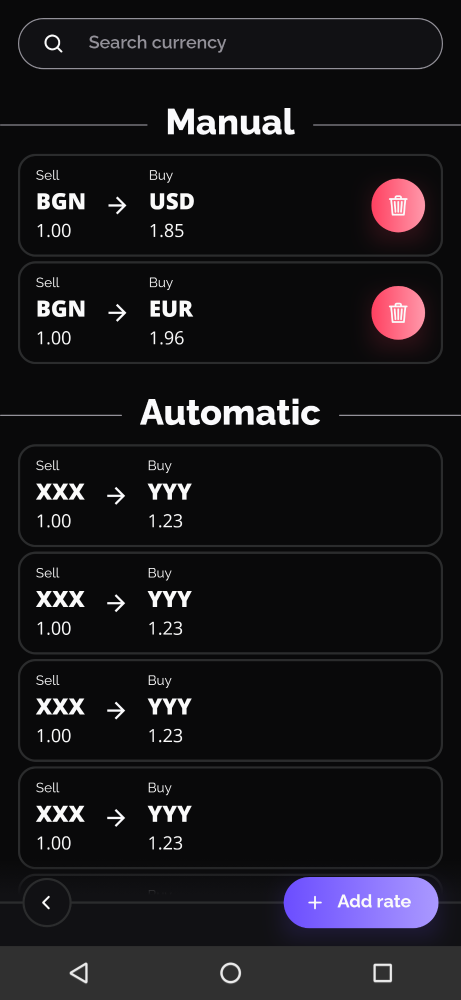 Search currency
Manual
Sell Buy
BGN → USD
1.00 1.85
Sell Buy
BGN → EUR
1.00 1.96
Automatic
Sell Buy
XXX → YYY
1.00 1.23
Sell Buy
XXX → YYY
1.00 1.23
Sell Buy
XXX → YYY
1.00 1.23
Sell Buy
XXX → YYY
1.00 1.23
+ Add rate